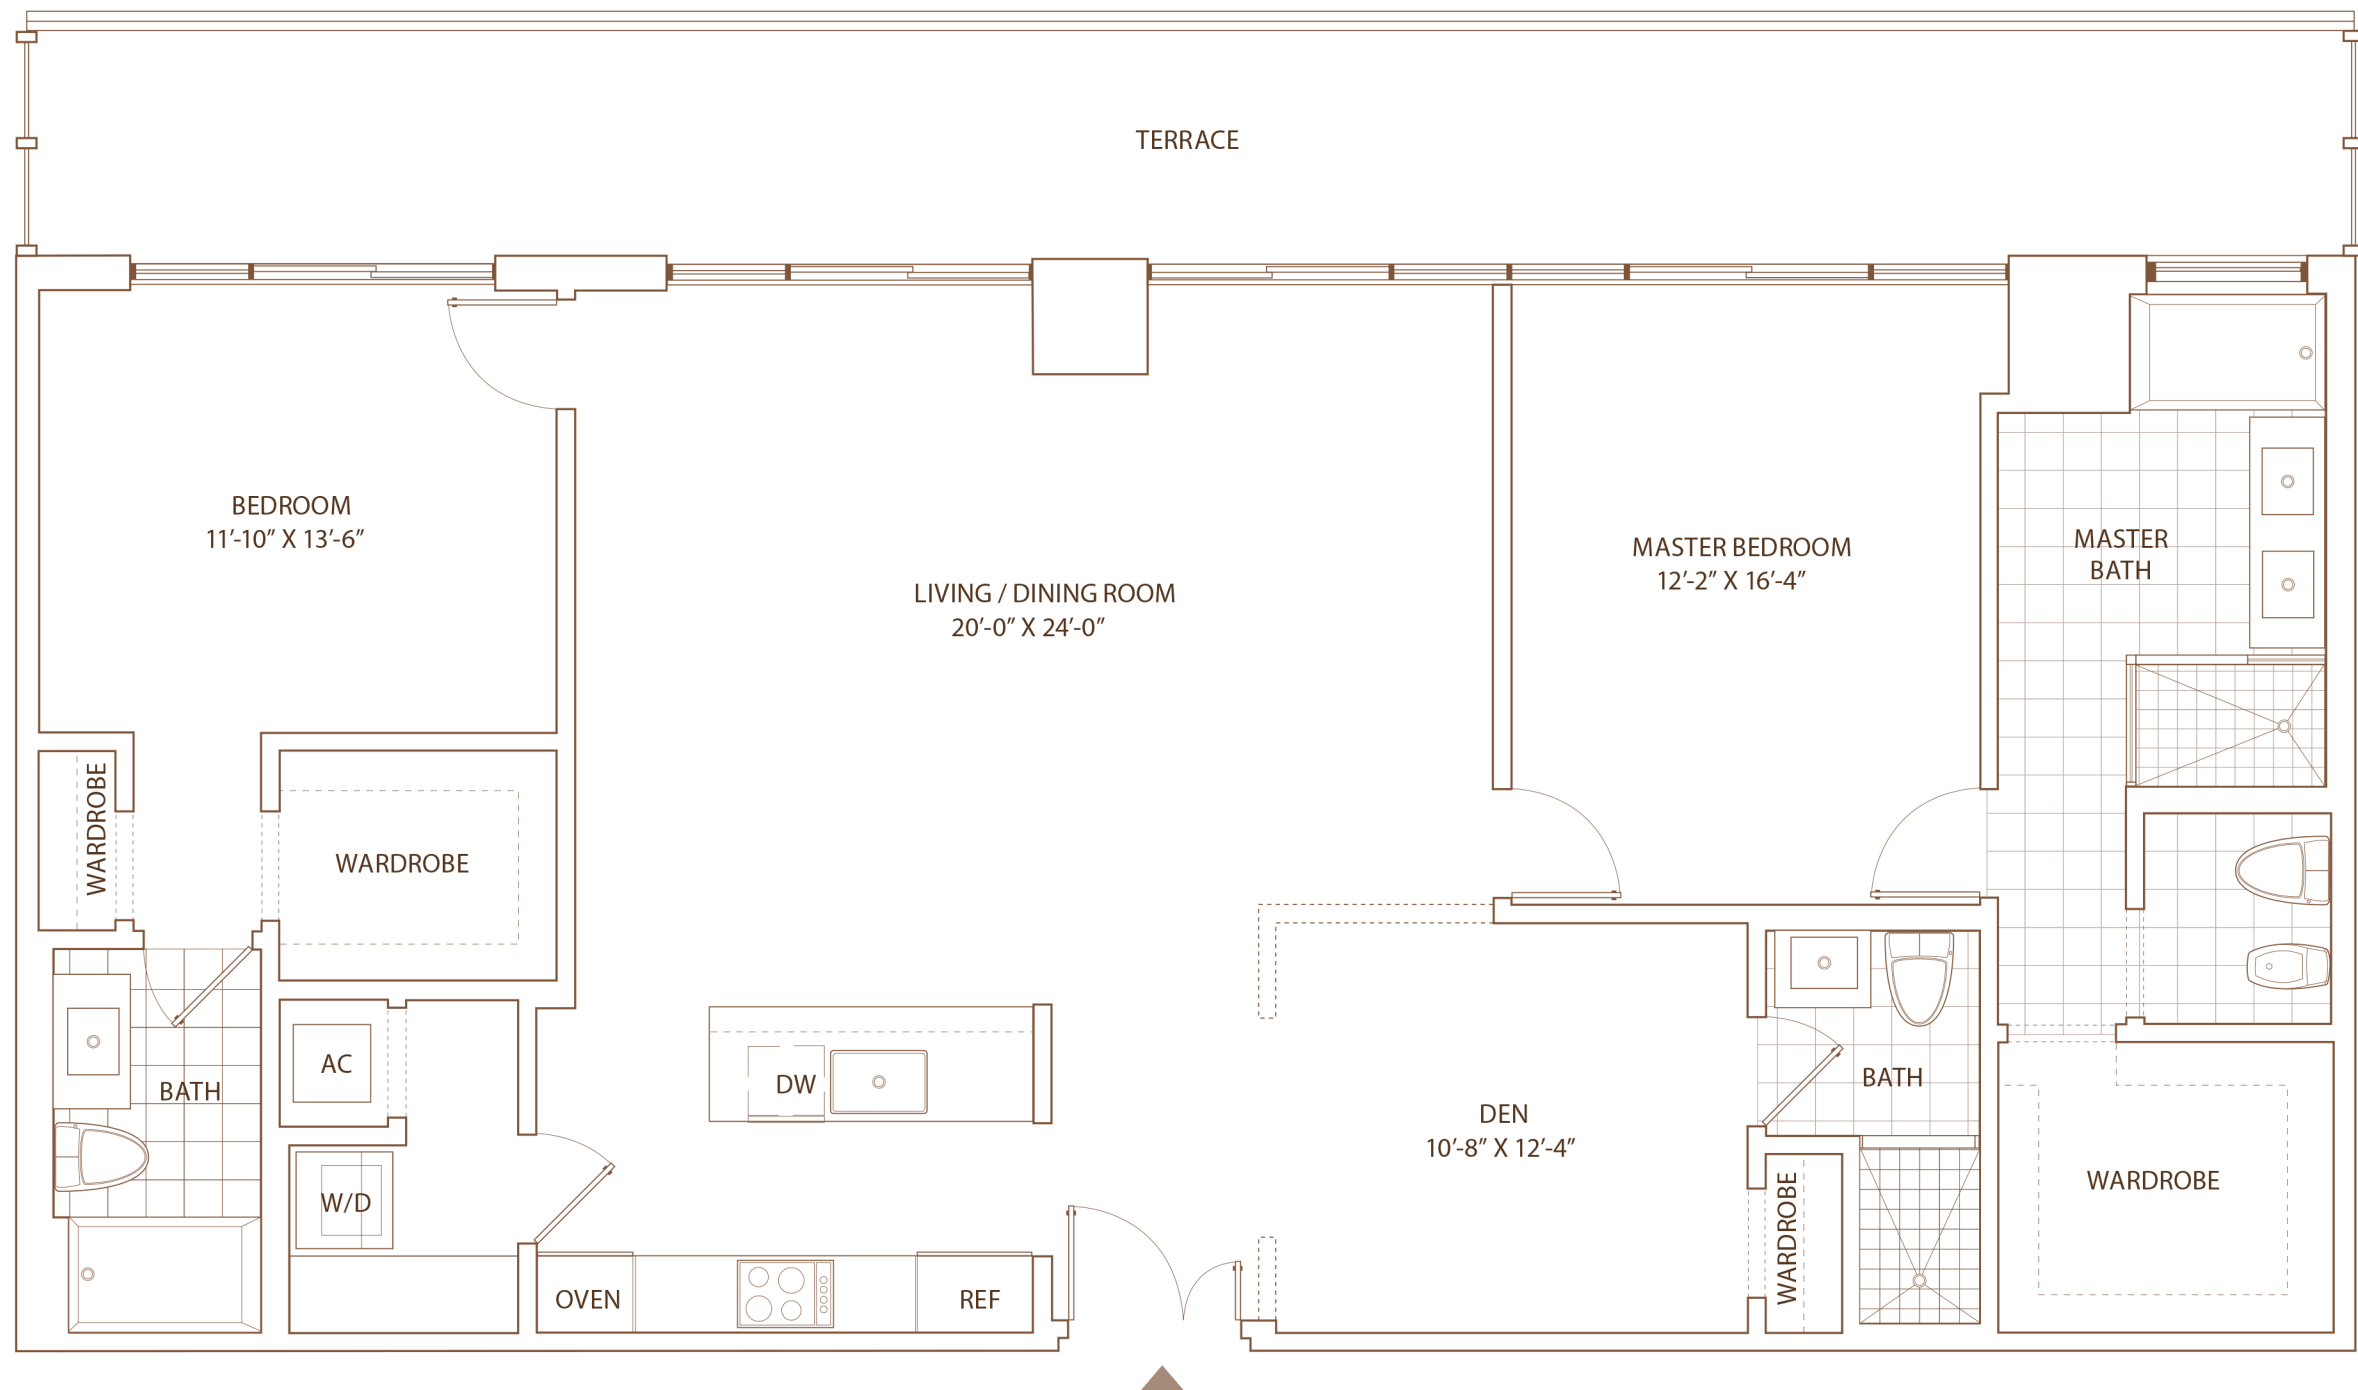 TERRACE
BEDROOM
11’-10” X 13’-6”
LIVING / DINING ROOM
20’-0” X 24’-0”
MASTER BEDROOM
12’-2” X 16’-4”
MASTER
BATH
WARDROBE
WARDROBE
AC
BATH
W/D
DW
OVEN
REF
DEN
10’-8” X 12’-4”
BATH
WARDROBE
WARDROBE